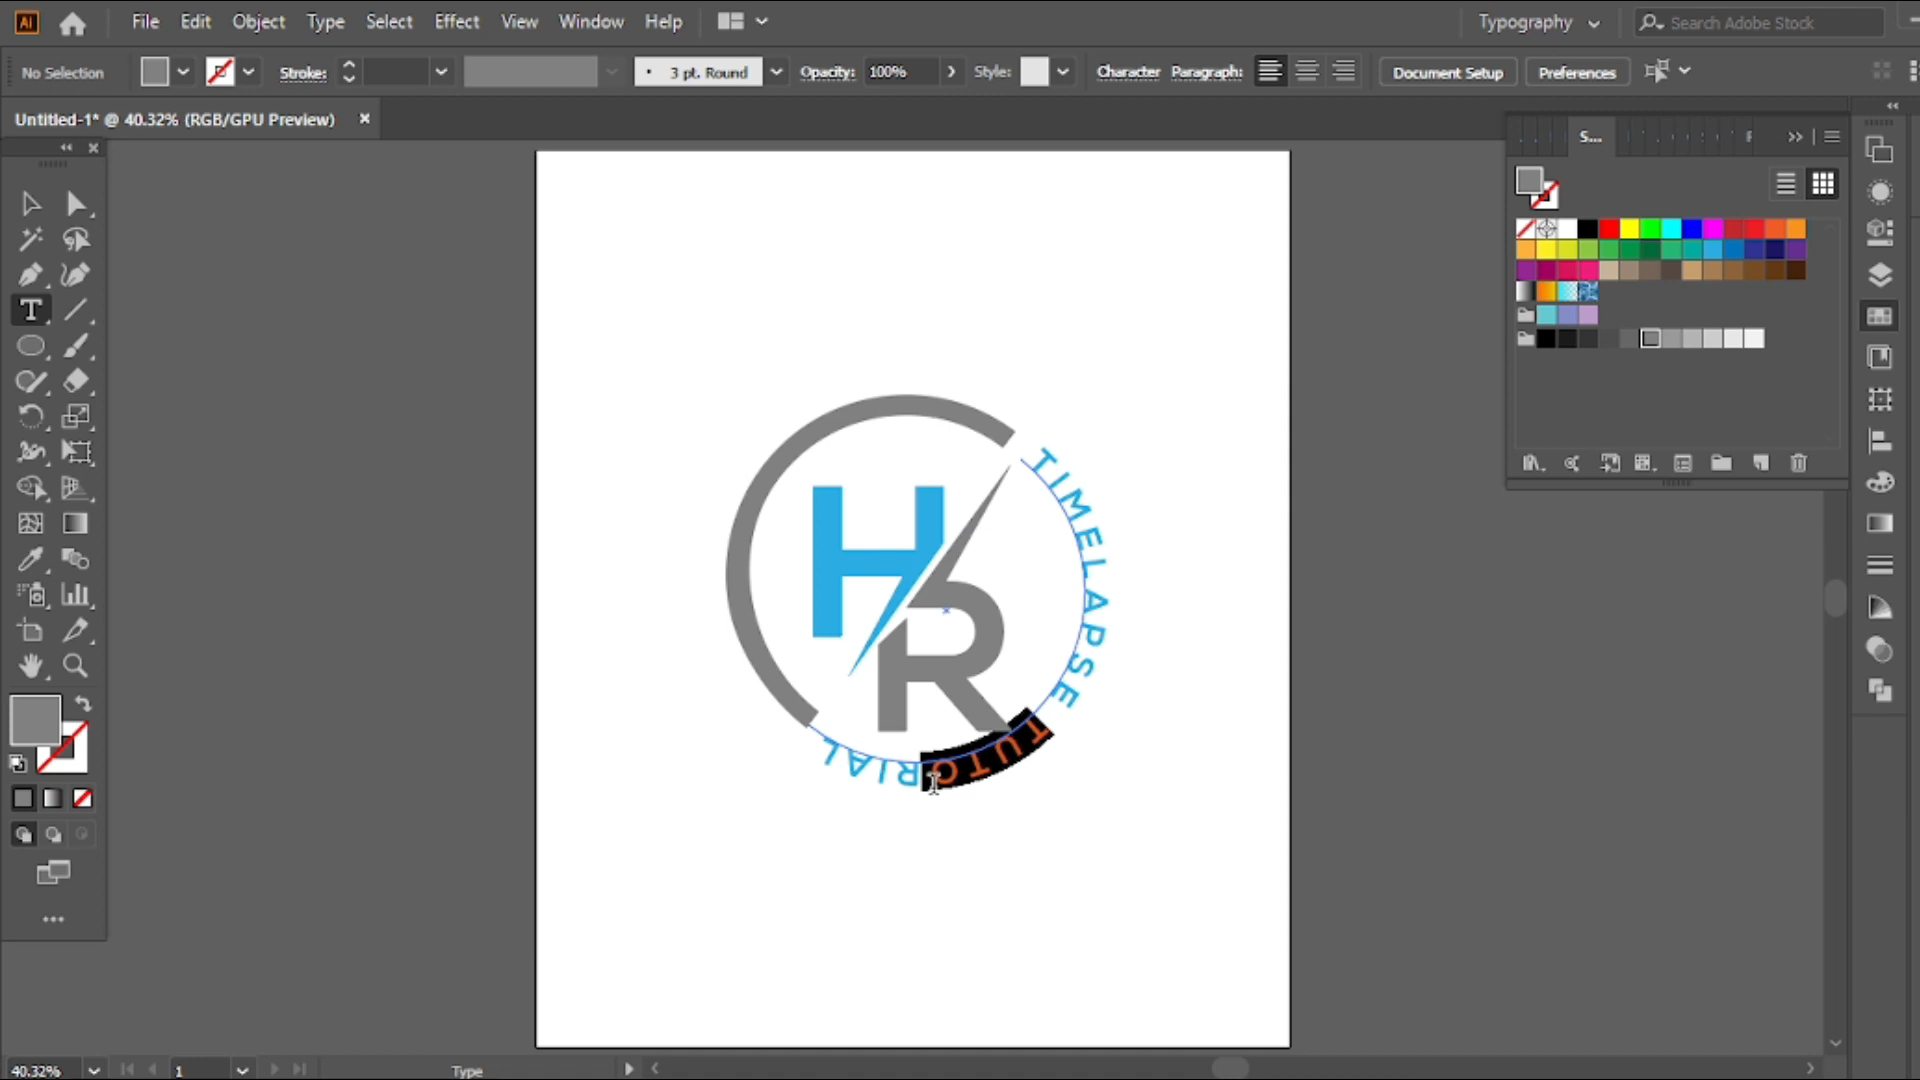 Ai File Edit Object Type Select Effect View Window Help Typography Search Adobe Stock
No Selection Stroke: 3 pt. Round Opacity: 100% Style: Character Paragraph: Document Setup Preferences
Untitled-1* @ 40.32% (RGB/GPU Preview)
S...
HR
TIMELAPSE TUTORIAL
40.32% 1 Type